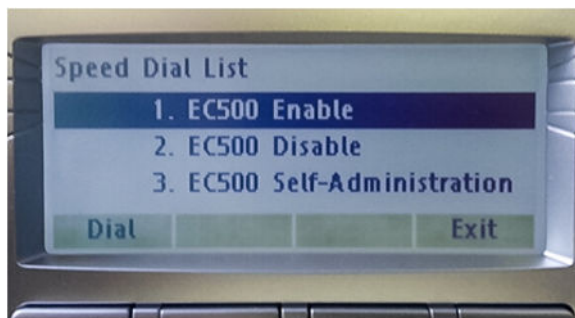 Speed Dial List
1. EC500 Enable
2. EC500 Disable
3. EC500 Self-Administration
Dial Exit